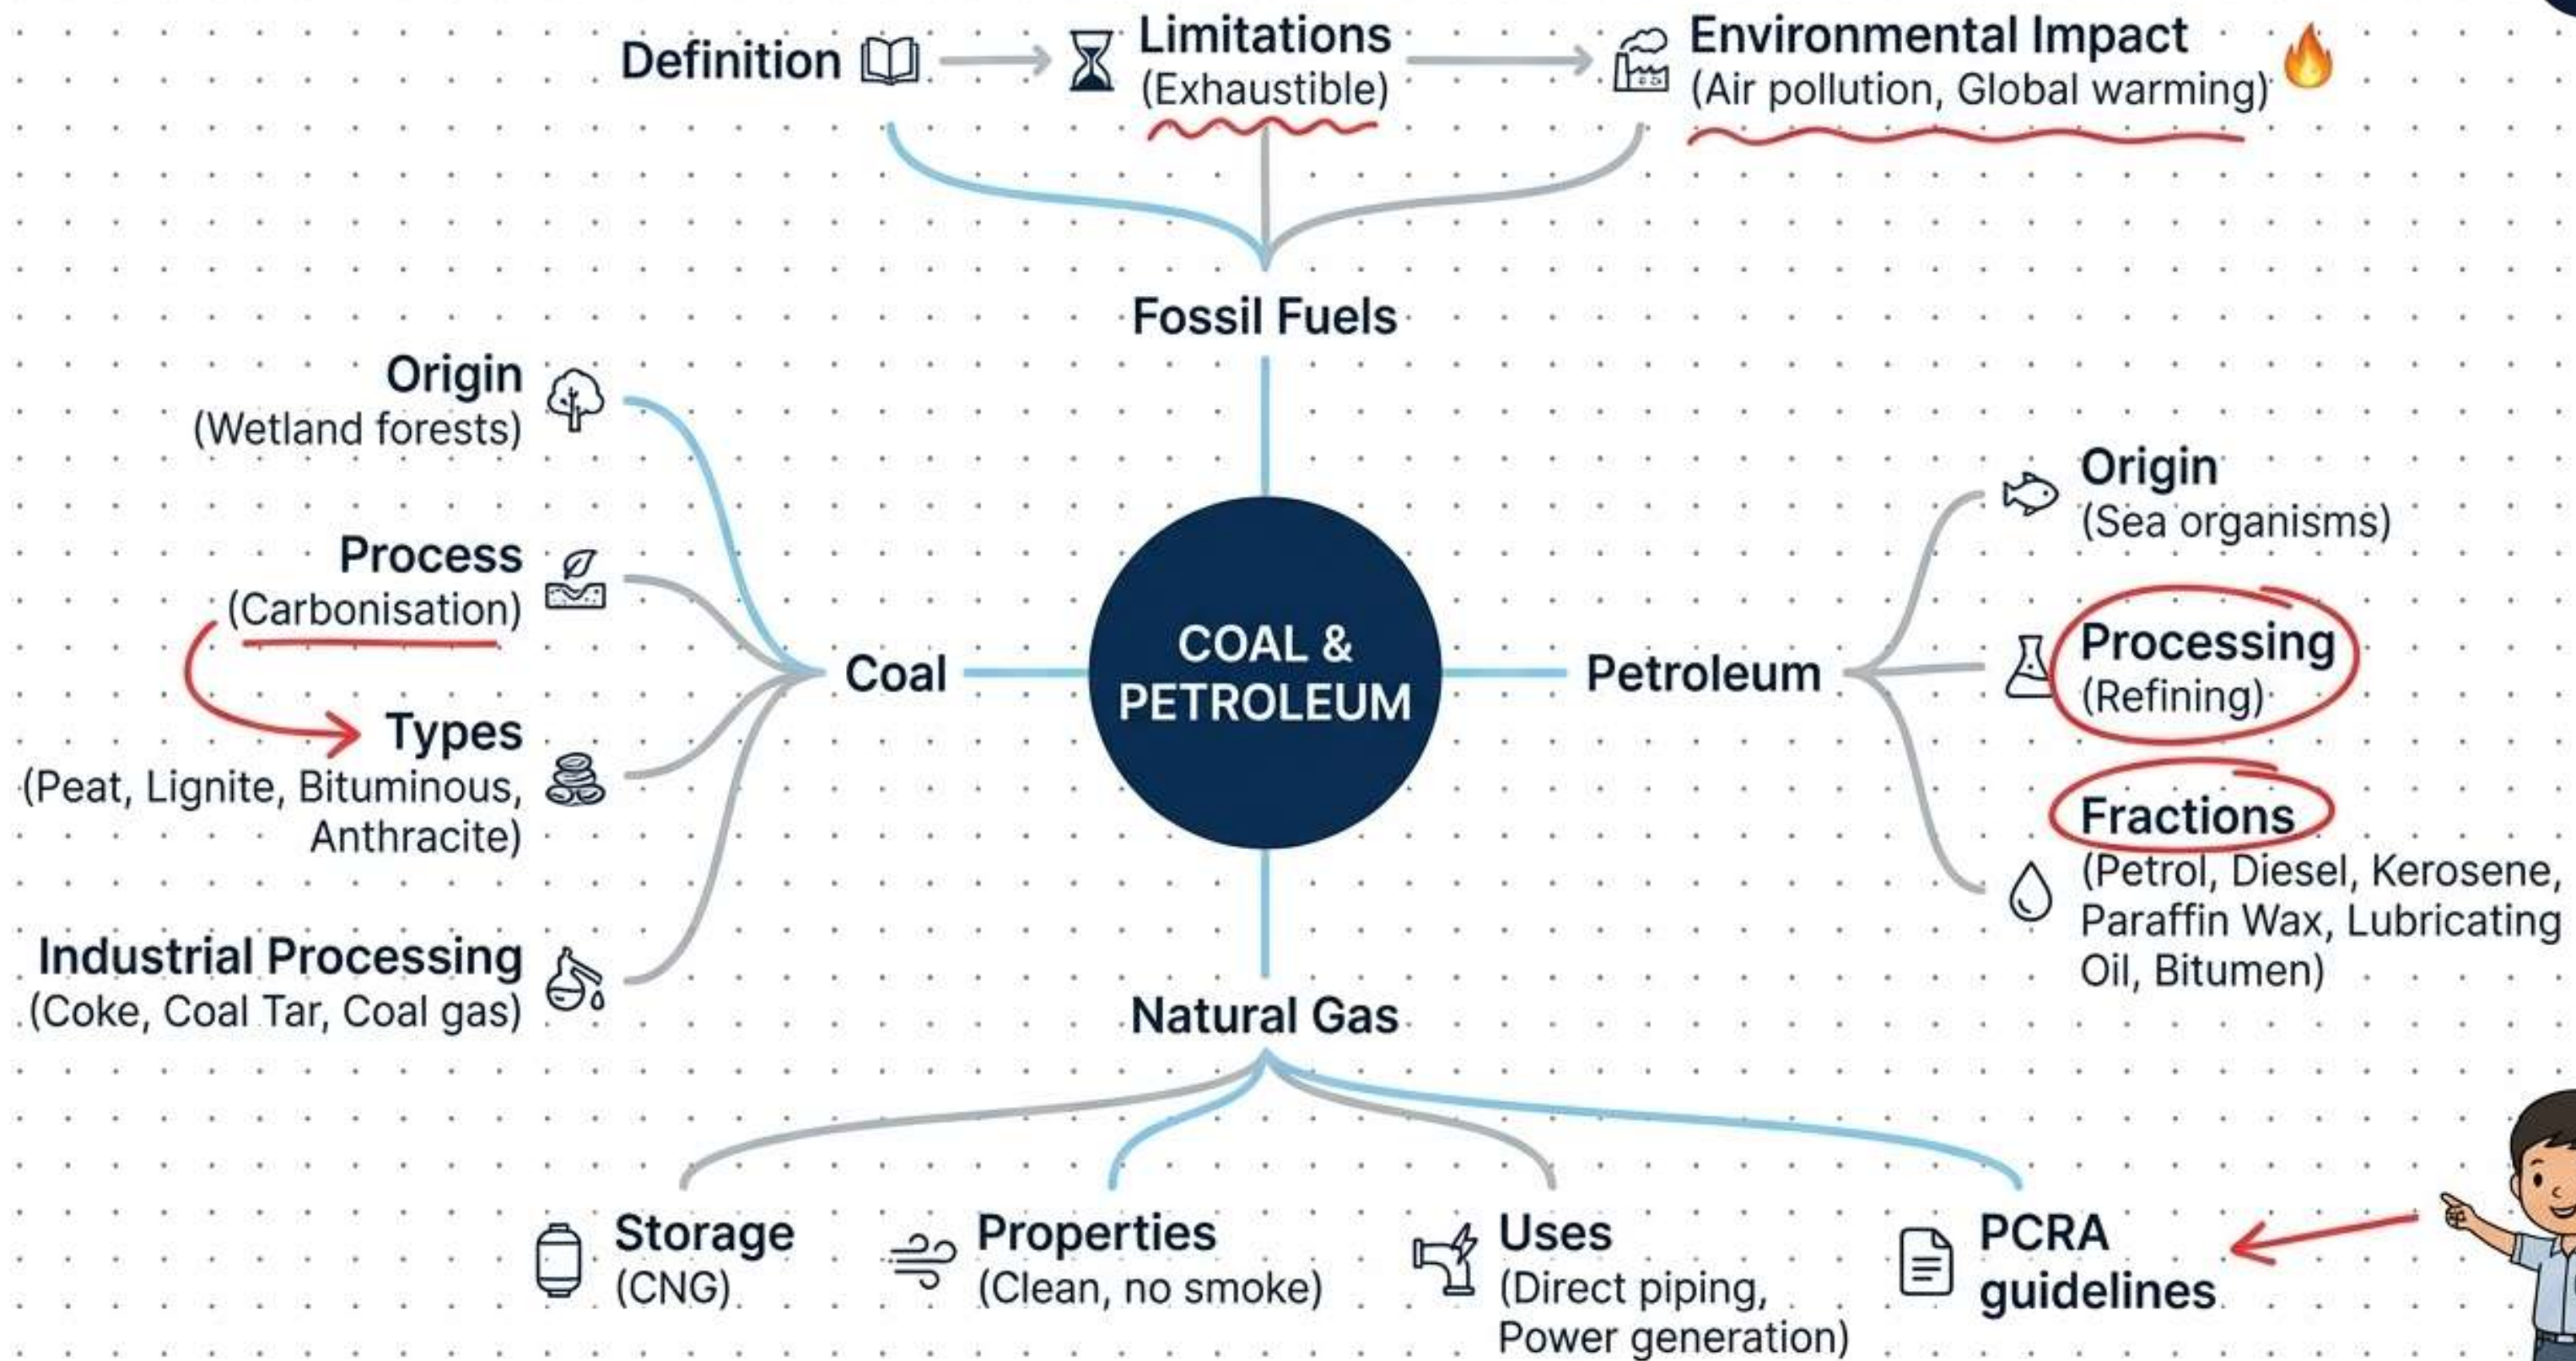 Definition
Limitations
(Exhaustible)
Environmental Impact
(Air pollution, Global warming)
Fossil Fuels
Origin
(Wetland forests)
Process
(Carbonisation)
Types
(Peat, Lignite, Bituminous,
Anthracite)
Industrial Processing
(Coke, Coal Tar, Coal gas)
Coal
COAL &
PETROLEUM
Petroleum
Origin
(Sea organisms)
Processing
(Refining)
Fractions
(Petrol, Diesel, Kerosene,
Paraffin Wax, Lubricating
Oil, Bitumen)
Natural Gas
Storage
(CNG)
Properties
(Clean, no smoke)
Uses
(Direct piping,
Power generation)
PCRA
guidelines